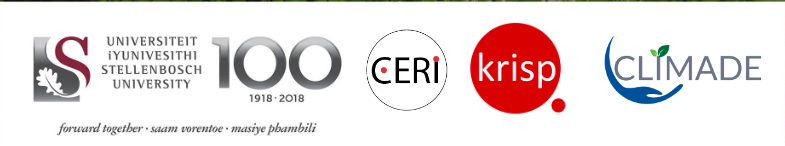 UNIVERSITEIT
iYUNIVESITHI
STELLENBOSCH
UNIVERSITY
100
1918 · 2018
forward together · saam vorentoe · masiye phambili
CERI
krisp
CLIMADE